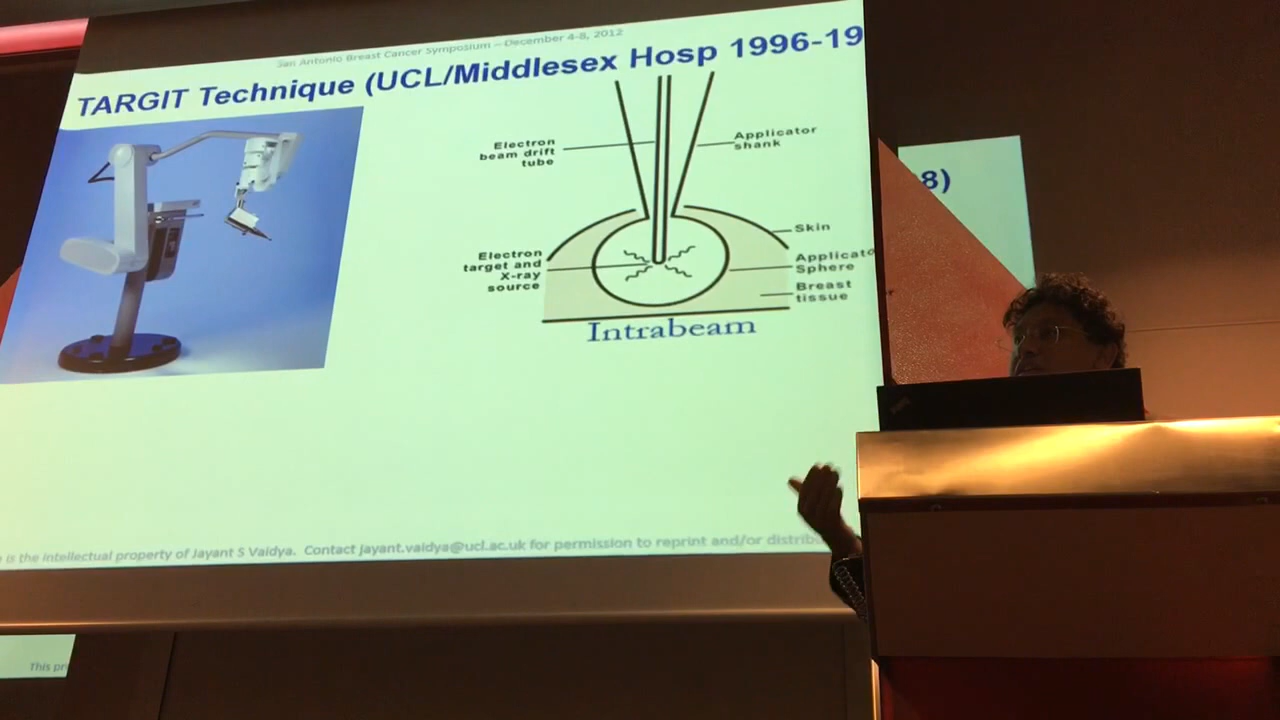 San Antonio Breast Cancer Symposium – December 4-8, 2012
TARGIT Technique (UCL/Middlesex Hosp 1996-19
8)
Electron
beam drift
tube
Applicator
shank
Skin
Electron
target and
X-ray
source
Applicato
Sphere
Breast
tissue
Intrabeam
is the intellectual property of Jayant S Vaidya. Contact jayant.vaidya@ucl.ac.uk for permission to reprint and/or distrib
This pr